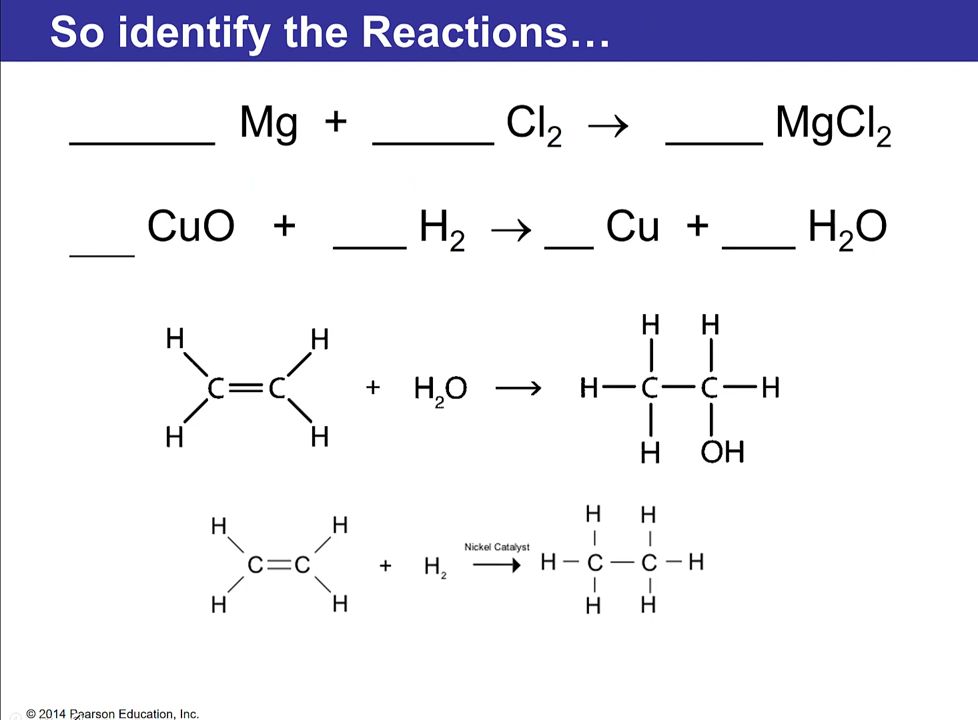 So identify the Reactions…
______ Mg + _____ Cl₂ → ____ MgCl₂
___ CuO + ___ H₂ → __ Cu + ___ H₂O
H H H H
C=C + H₂O → H—C—C—H
H H H OH
H H H H
Nickel Catalyst
C=C + H₂ → H–C–C–H
H H H H
© 2014 Pearson Education, Inc.